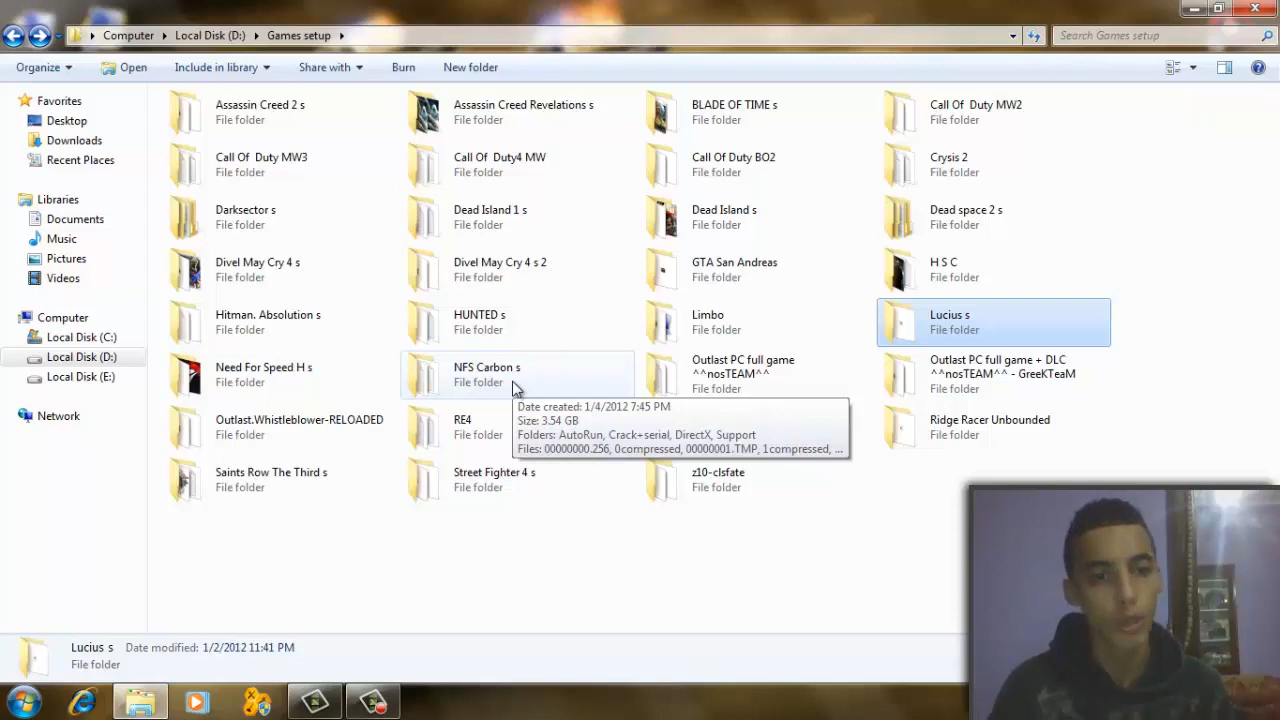 Computer Local Disk (D:) Games setup
Search Games setup
Organize Open Include in library Share with Burn New folder
Favorites
Desktop
Downloads
Recent Places
Libraries
Documents
Music
Pictures
Videos
Computer
Local Disk (C:)
Local Disk (D:)
Local Disk (E:)
Network
Assassin Creed 2 s
File folder
Assassin Creed Revelations s
File folder
BLADE OF TIME s
File folder
Call Of Duty MW2
File folder
Call Of Duty MW3
File folder
Call Of Duty4 MW
File folder
Call Of Duty BO2
File folder
Crysis 2
File folder
Darksector s
File folder
Dead Island 1 s
File folder
Dead Island s
File folder
Dead space 2 s
File folder
Divel May Cry 4 s
File folder
Divel May Cry 4 s 2
File folder
GTA San Andreas
File folder
H S C
File folder
Hitman. Absolution s
File folder
HUNTED s
File folder
Limbo
File folder
Lucius s
File folder
Need For Speed H s
File folder
NFS Carbon s
File folder
Outlast PC full game
^^nosTEAM^^
File folder
Outlast PC full game + DLC
^^nosTEAM^^ - GreeKTeaM
File folder
Outlast.Whistleblower-RELOADED
File folder
RE4
File folder
Date created: 1/4/2012 7:45 PM
Size: 3.54 GB
Folders: AutoRun, Crack+serial, DirectX, Support
Files: 00000000.256, 0compressed, 00000001.TMP, 1compressed, ...
Ridge Racer Unbounded
File folder
Saints Row The Third s
File folder
Street Fighter 4 s
File folder
z10-clsfate
File folder
Lucius s Date modified: 1/2/2012 11:41 PM
File folder